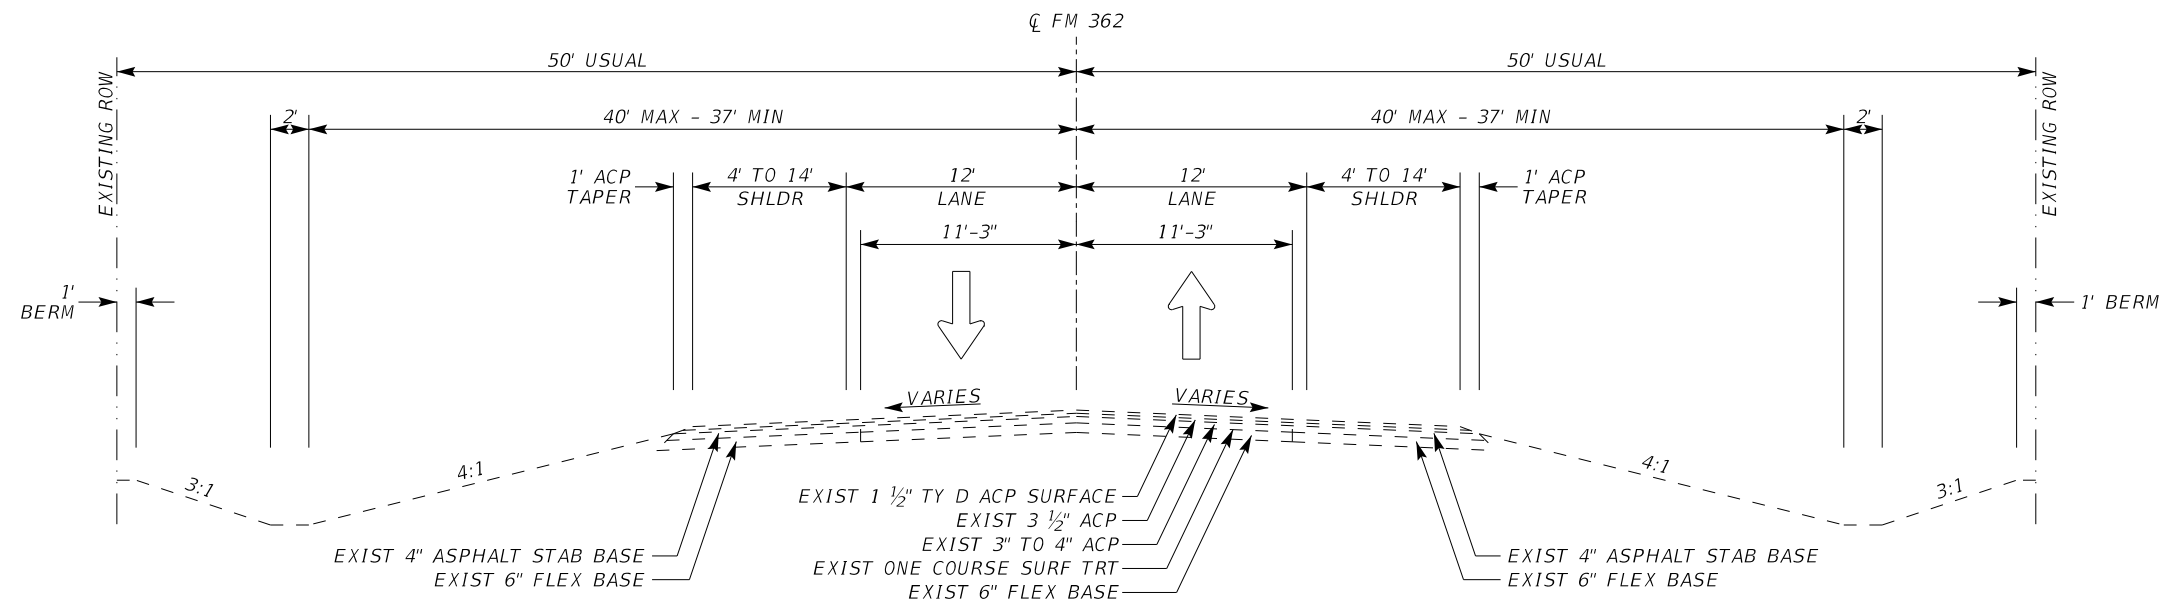 ℄ FM 362
50' USUAL
50' USUAL
EXISTING ROW
EXISTING ROW
2'
40' MAX - 37' MIN
40' MAX - 37' MIN
2'
1' ACP
TAPER
4' TO 14'
SHLDR
12'
LANE
12'
LANE
4' TO 14'
SHLDR
1' ACP
TAPER
11'-3"
11'-3"
1'
BERM
1' BERM
VARIES
VARIES
3:1
4:1
4:1
3:1
EXIST 1 ½" TY D ACP SURFACE
EXIST 3 ½" ACP
EXIST 3" TO 4" ACP
EXIST ONE COURSE SURF TRT
EXIST 6" FLEX BASE
EXIST 4" ASPHALT STAB BASE
EXIST 6" FLEX BASE
EXIST 4" ASPHALT STAB BASE
EXIST 6" FLEX BASE